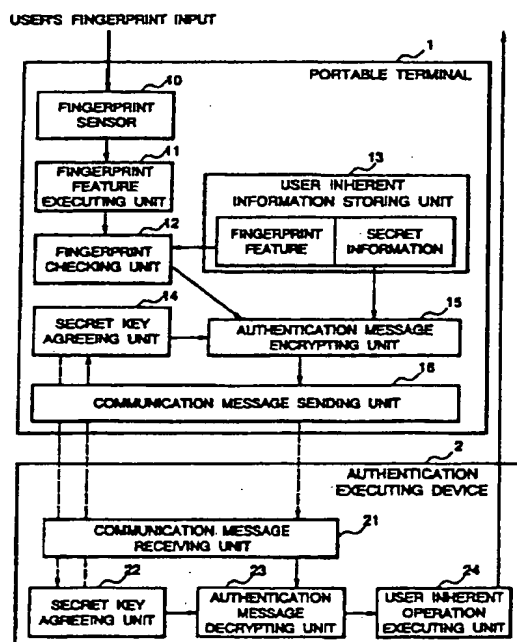 USER'S FINGERPRINT INPUT
1
PORTABLE TERMINAL
10
FINGERPRINT
SENSOR
11
FINGERPRINT
FEATURE
EXECUTING UNIT
13
USER INHERENT
INFORMATION STORING UNIT
FINGERPRINT
FEATURE
SECRET
INFORMATION
12
FINGERPRINT
CHECKING UNIT
14
SECRET KEY
AGREEING UNIT
15
AUTHENTICATION MESSAGE
ENCRYPTING UNIT
16
COMMUNICATION MESSAGE SENDING UNIT
2
AUTHENTICATION
EXECUTING DEVICE
COMMUNICATION MESSAGE
RECEIVING UNIT
21
22
SECRET KEY
AGREEING UNIT
23
AUTHENTICATION
MESSAGE
DECRYPTING UNIT
24
USER INHERENT
OPERATION
EXECUTING UNIT